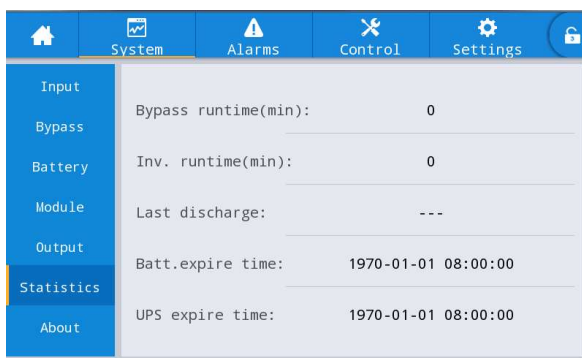 System Alarms Control Settings 3
Input
Bypass
Battery
Module
Output
Statistics
About
Bypass runtime(min): 0
Inv. runtime(min): 0
Last discharge: ---
Batt.expire time: 1970-01-01 08:00:00
UPS expire time: 1970-01-01 08:00:00